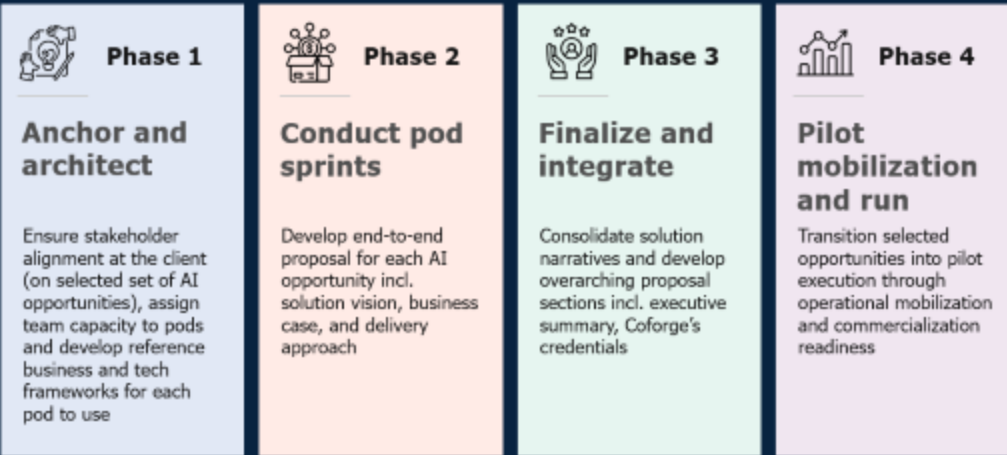 Phase 1
Anchor and
architect
Ensure stakeholder
alignment at the client
(on selected set of AI
opportunities), assign
team capacity to pods
and develop reference
business and tech
frameworks for each
pod to use
Phase 2
Conduct pod
sprints
Develop end-to-end
proposal for each AI
opportunity incl.
solution vision, business
case, and delivery
approach
Phase 3
Finalize and
integrate
Consolidate solution
narratives and develop
overarching proposal
sections incl. executive
summary, Coforge's
credentials
Phase 4
Pilot
mobilization
and run
Transition selected
opportunities into pilot
execution through
operational mobilization
and commercialization
readiness